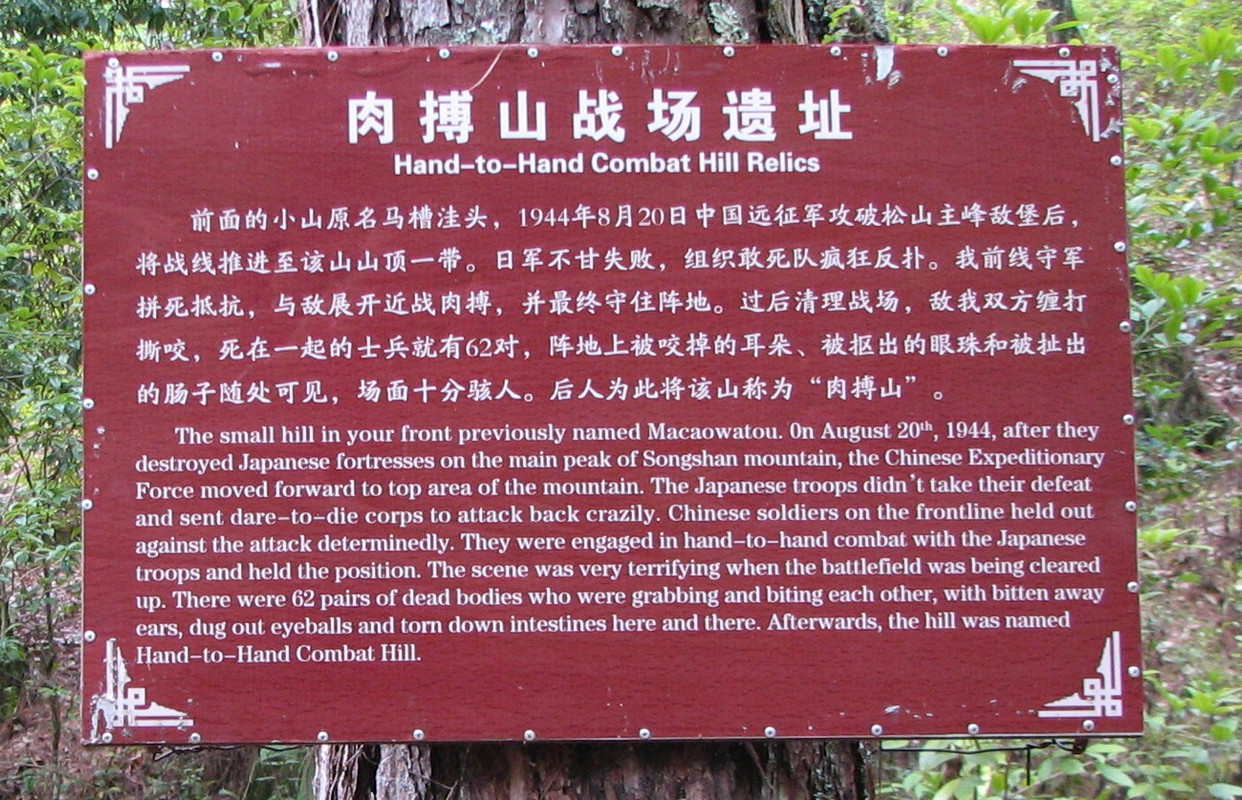 肉搏山战场遗址
Hand-to-Hand Combat Hill Relics
前面的小山原名马槽洼头，1944年8月20日中国远征军攻破松山主峰敌堡后，
将战线推进至该山山顶一带。日军不甘失败，组织敢死队疯狂反扑。我前线守军
拼死抵抗，与敌展开近战肉搏，并最终守住阵地。过后清理战场，敌我双方缠打
撕咬，死在一起的士兵就有62对，阵地上被咬掉的耳朵、被抠出的眼珠和被扯出
的肠子随处可见，场面十分骇人。后人为此将该山称为“肉搏山”。
The small hill in your front previously named Macaowatou. 0n August 20th, 1944, after they
destroyed Japanese fortresses on the main peak of Songshan mountain, the Chinese Expeditionary
Force moved forward to top area of the mountain. The Japanese troops didn't take their defeat
and sent dare-to-die corps to attack back crazily. Chinese soldiers on the frontline held out
against the attack determinedly. They were engaged in hand-to-hand combat with the Japanese
troops and held the position. The scene was very terrifying when the battlefield was being cleared
up. There were 62 pairs of dead bodies who were grabbing and biting each other, with bitten away
ears, dug out eyeballs and torn down intestines here and there. Afterwards, the hill was named
Hand-to-Hand Combat Hill.